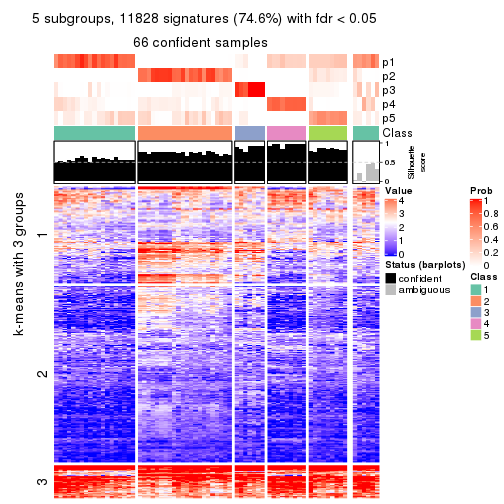 5 subgroups, 11828 signatures (74.6%) with fdr < 0.05
66 confident samples
p1
p2
p3
p4
p5
Class
1
0.5
0
Silhouette
score
k-means with 3 groups
1
2
3
Value
4
3
2
1
0
Status (barplots)
confident
ambiguous
Prob
1
0.8
0.6
0.4
0.2
0
Class
1
2
3
4
5